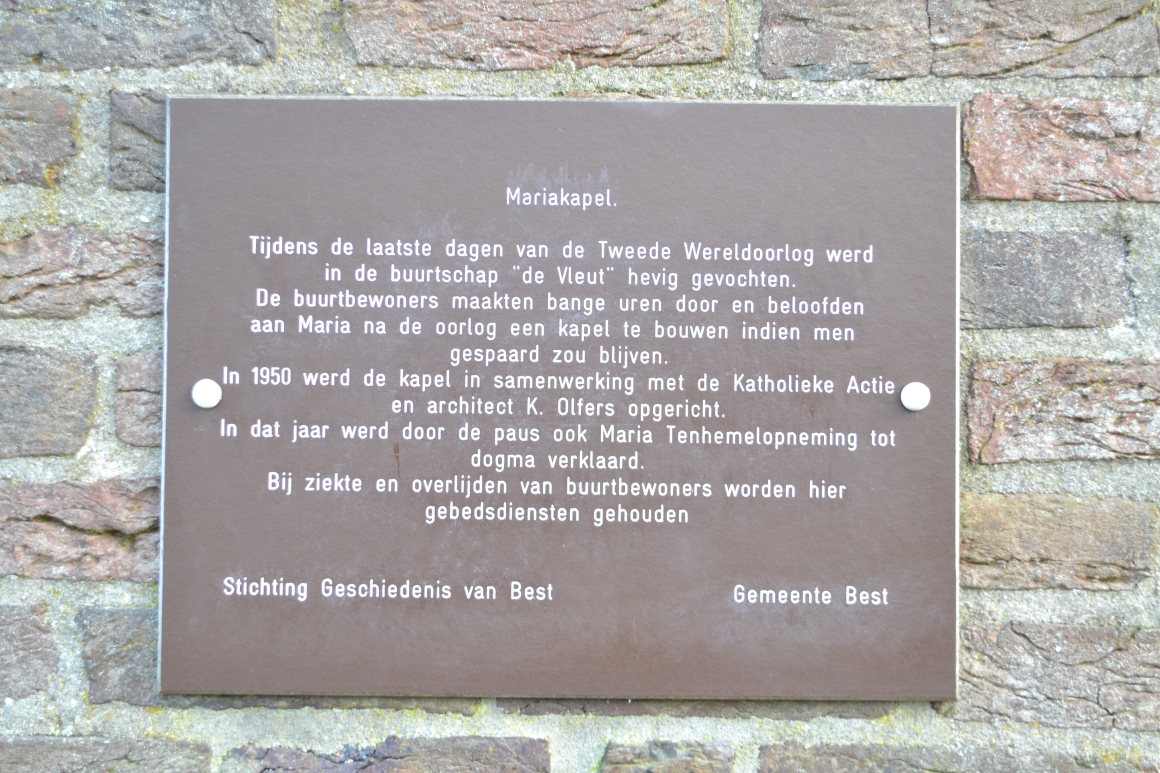 Mariakapel.
Tijdens de laatste dagen van de Tweede Wereldoorlog werd
in de buurtschap "de Vleut" hevig gevochten.
De buurtbewoners maakten bange uren door en beloofden
aan Maria na de oorlog een kapel te bouwen indien men
gespaard zou blijven.
In 1950 werd de kapel in samenwerking met de Katholieke Actie
en architect K. Olfers opgericht.
In dat jaar werd door de paus ook Maria Tenhemelopneming tot
dogma verklaard.
Bij ziekte en overlijden van buurtbewoners worden hier
gebedsdiensten gehouden
Stichting Geschiedenis van Best
Gemeente Best